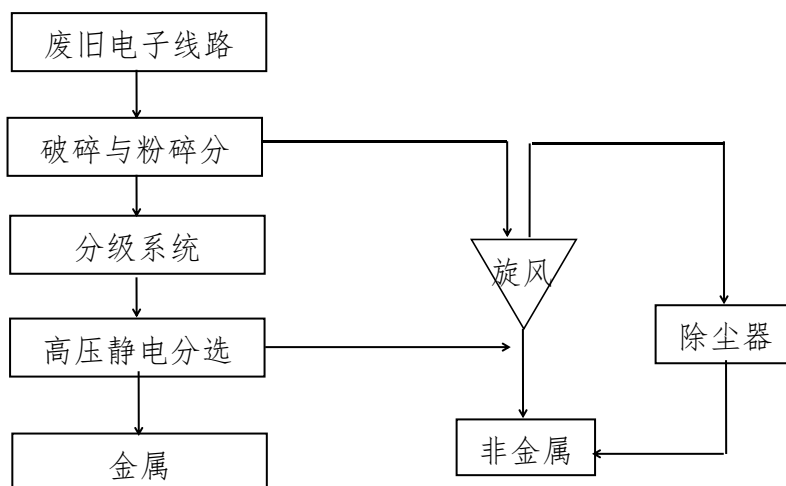 废旧电子线路
破碎与粉碎分
分级系统
旋风
高压静电分选
除尘器
金属
非金属